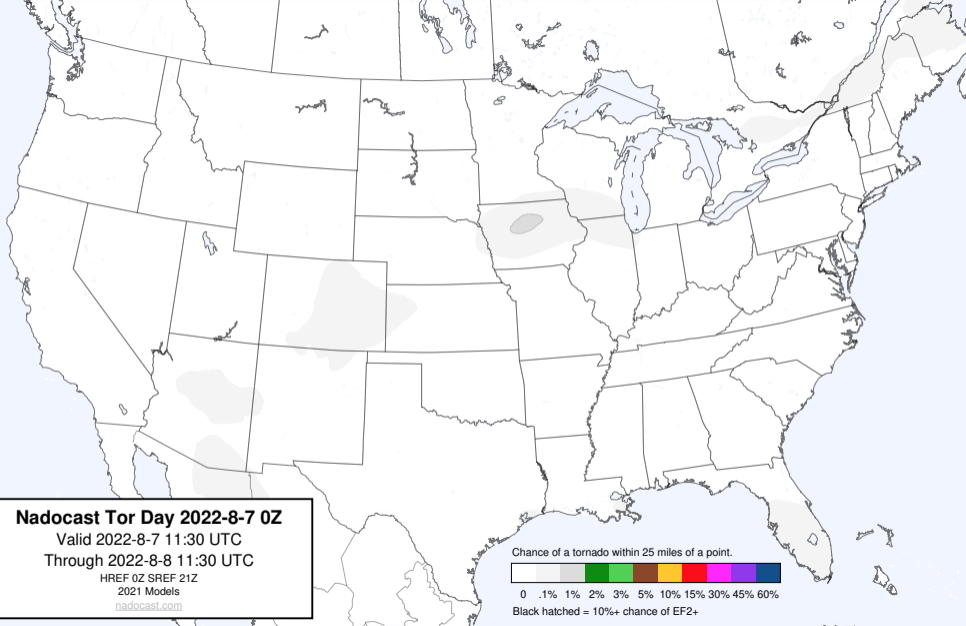 Nadocast Tor Day 2022-8-7 0Z
Valid 2022-8-7 11:30 UTC
Through 2022-8-8 11:30 UTC
HREF 0Z SREF 21Z
2021 Models
nadocast.com
Chance of a tornado within 25 miles of a point.
0 .1% 1% 2% 3% 5% 10% 15% 30% 45% 60%
Black hatched = 10%+ chance of EF2+